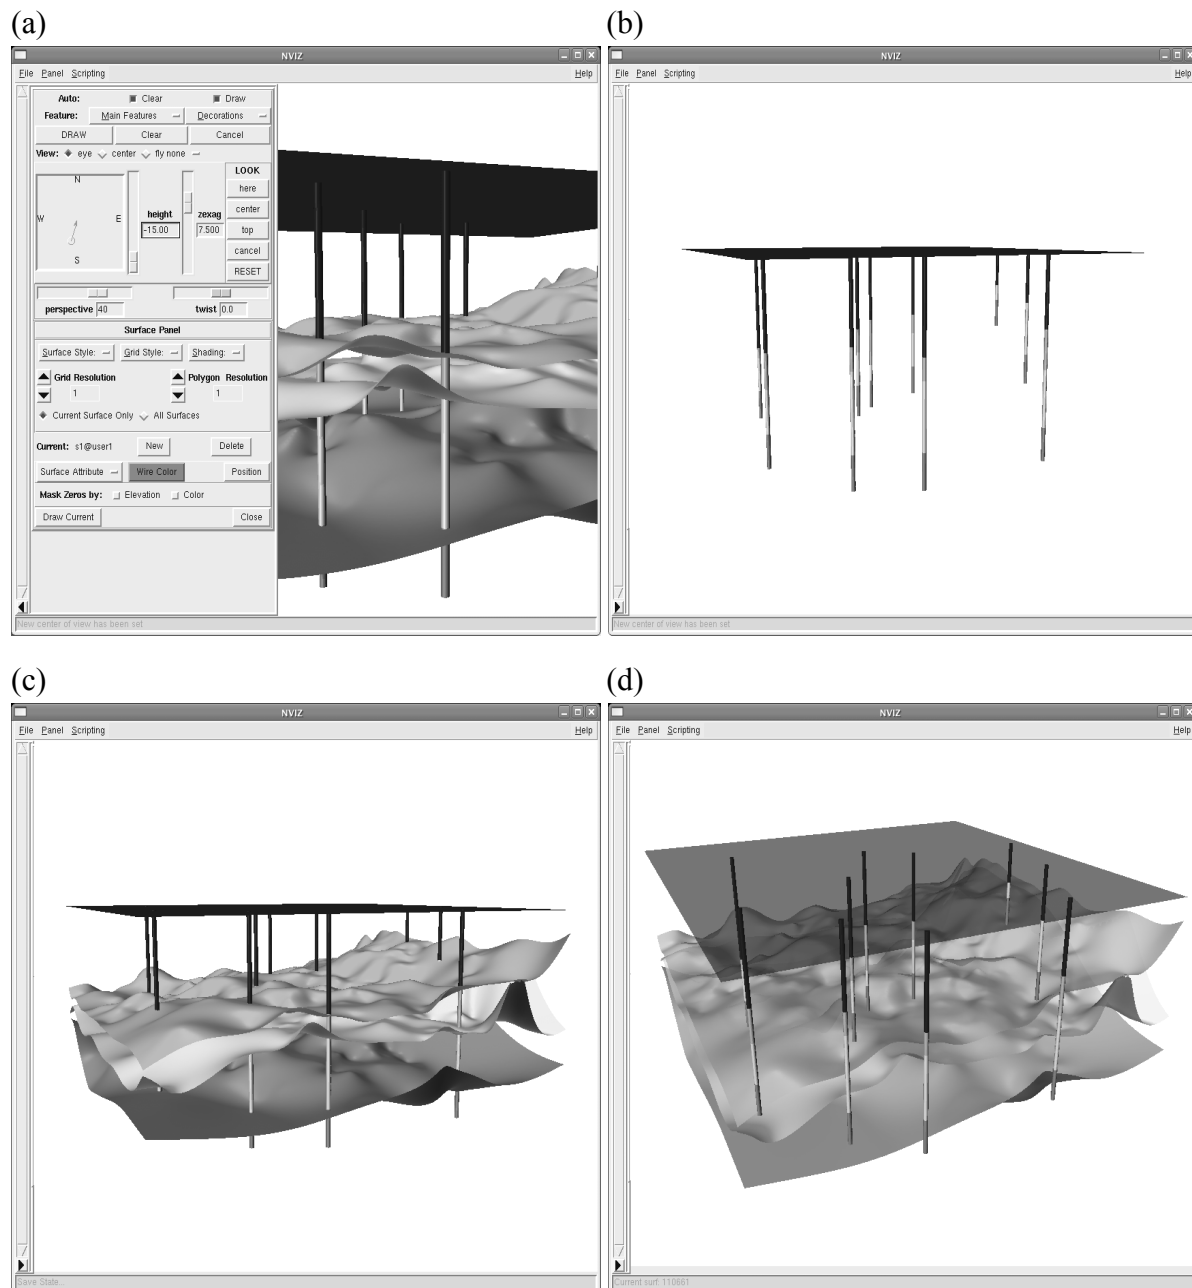 (a)
NVIZ
File Panel Scripting Help
Auto: Clear Draw
Feature: Main Features Decorations
DRAW Clear Cancel
View: eye center fly none
LOOK
N
here
W E
height zexag
center
-15.00 7.500
top
S
cancel
RESET
perspective 40 twist 0.0
Surface Panel
Surface Style: Grid Style: Shading:
Grid Resolution Polygon Resolution
1 1
Current Surface Only All Surfaces
Current: s1@user1 New Delete
Surface Attribute Wire Color Position
Mask Zeros by: Elevation Color
Draw Current Close
New center of view has been set
(b)
NVIZ
File Panel Scripting Help
New center of view has been set
(c)
NVIZ
File Panel Scripting Help
Save State...
(d)
NVIZ
File Panel Scripting Help
Current surf: 110661